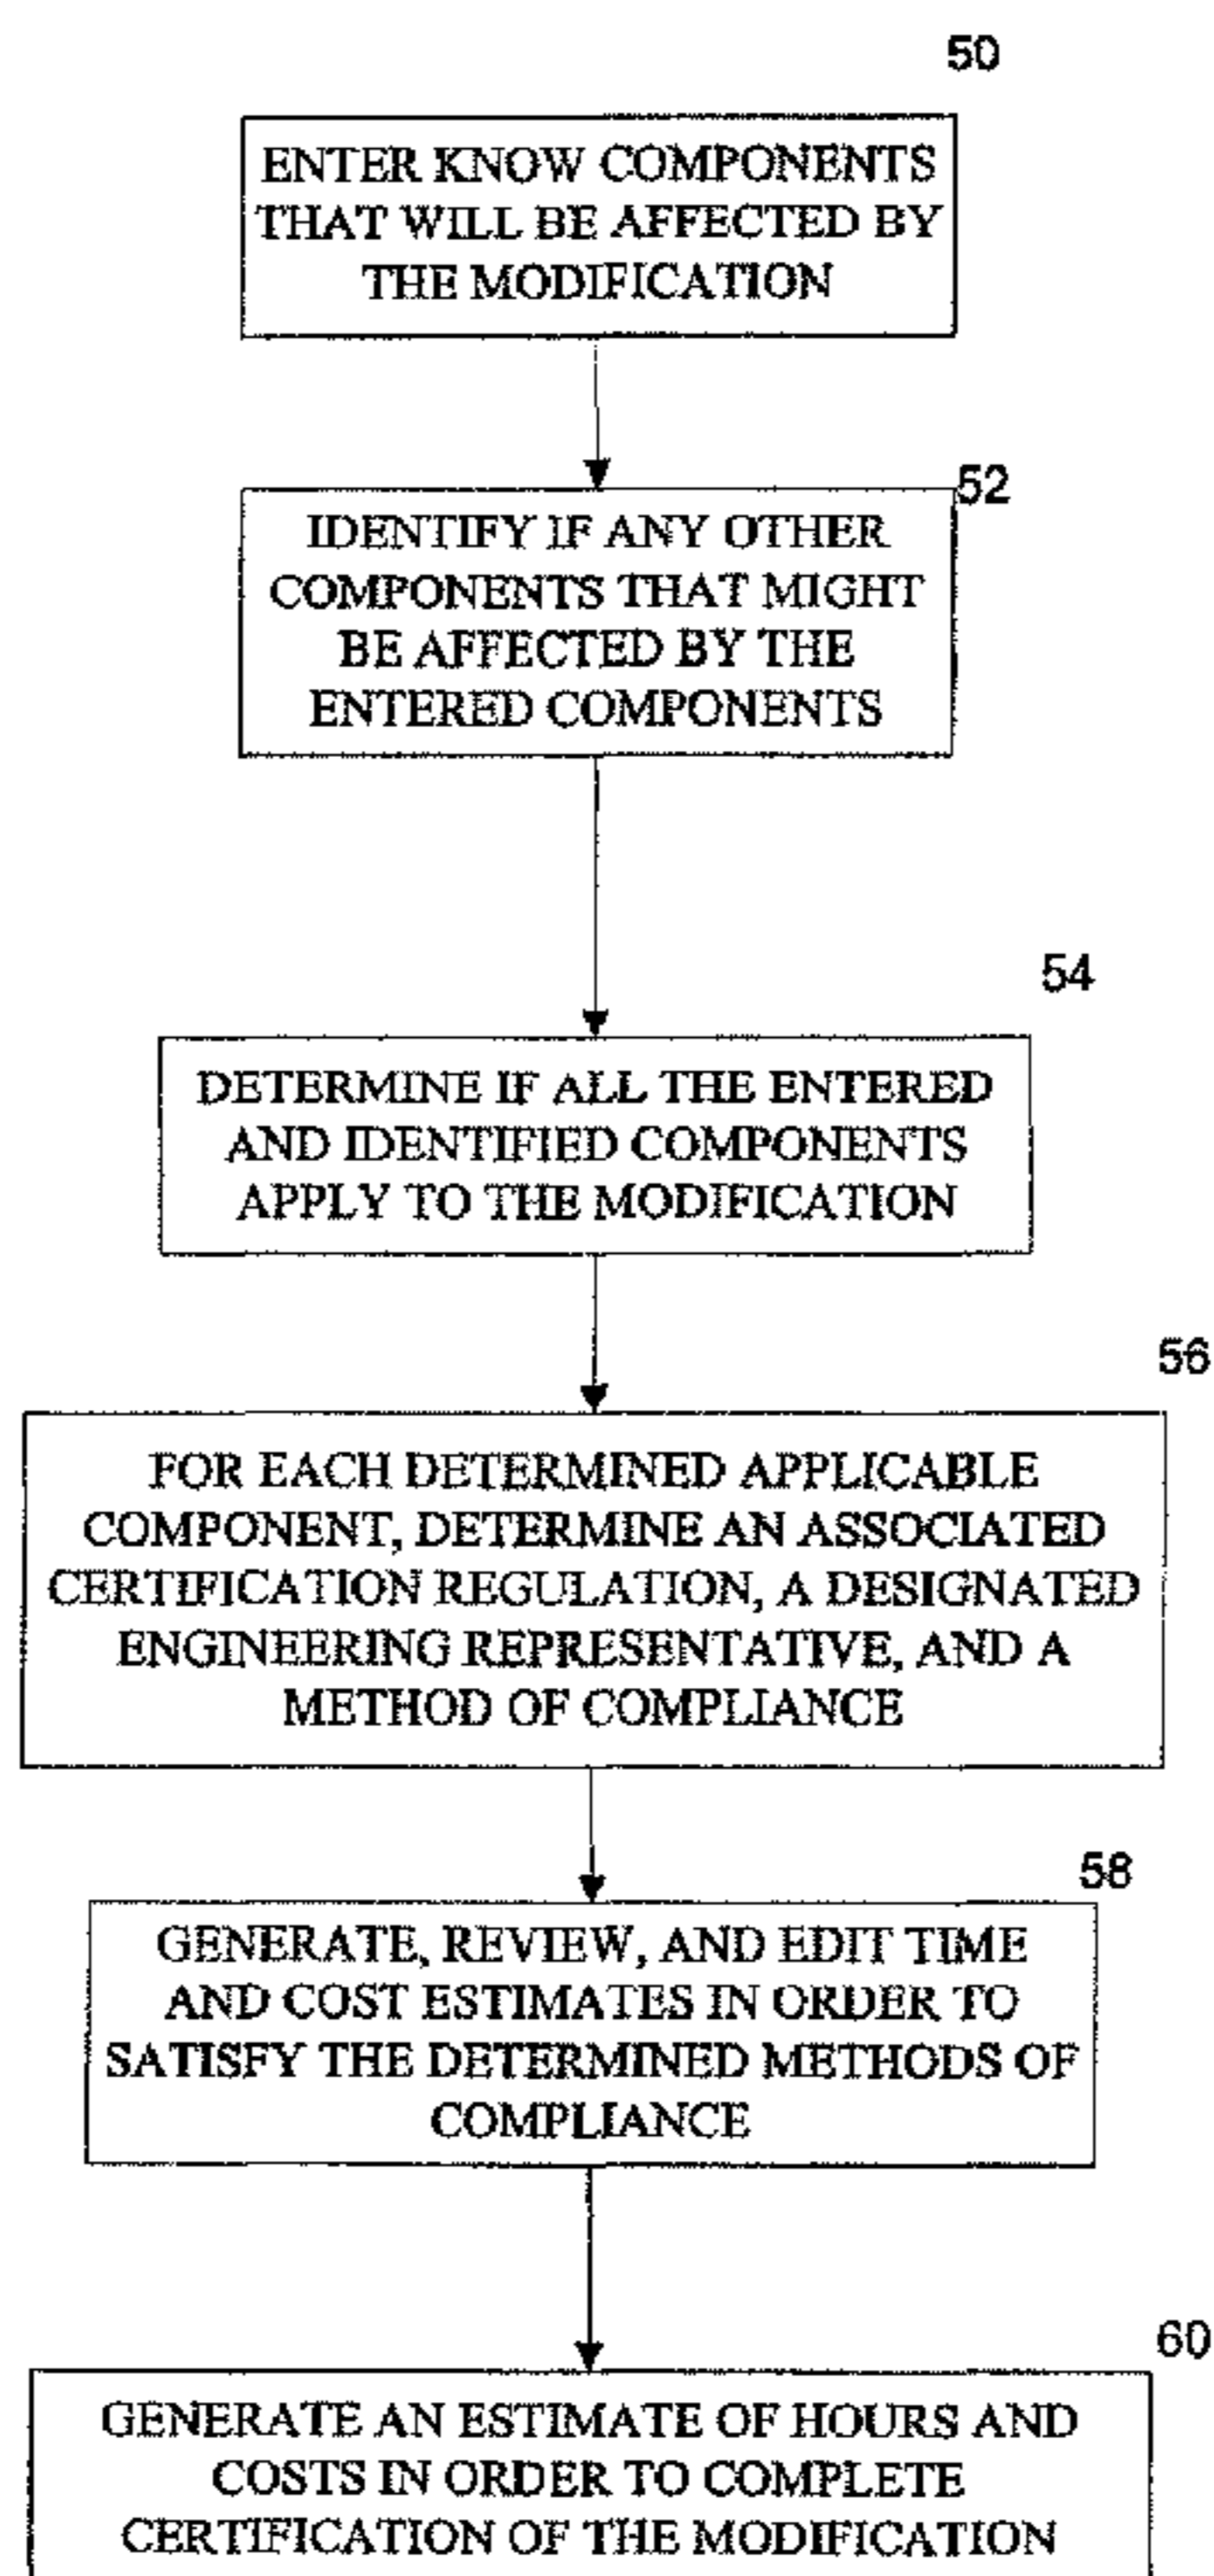 50
ENTER KNOW COMPONENTS
THAT WILL BE AFFECTED BY
THE MODIFICATION
52
IDENTIFY IF ANY OTHER
COMPONENTS THAT MIGHT
BE AFFECTED BY THE
ENTERED COMPONENTS
54
DETERMINE IF ALL THE ENTERED
AND IDENTIFIED COMPONENTS
APPLY TO THE MODIFICATION
56
FOR EACH DETERMINED APPLICABLE
COMPONENT, DETERMINE AN ASSOCIATED
CERTIFICATION REGULATION, A DESIGNATED
ENGINEERING REPRESENTATIVE, AND A
METHOD OF COMPLIANCE
58
GENERATE, REVIEW, AND EDIT TIME
AND COST ESTIMATES IN ORDER TO
SATISFY THE DETERMINED METHODS OF
COMPLIANCE
60
GENERATE AN ESTIMATE OF HOURS AND
COSTS IN ORDER TO COMPLETE
CERTIFICATION OF THE MODIFICATION